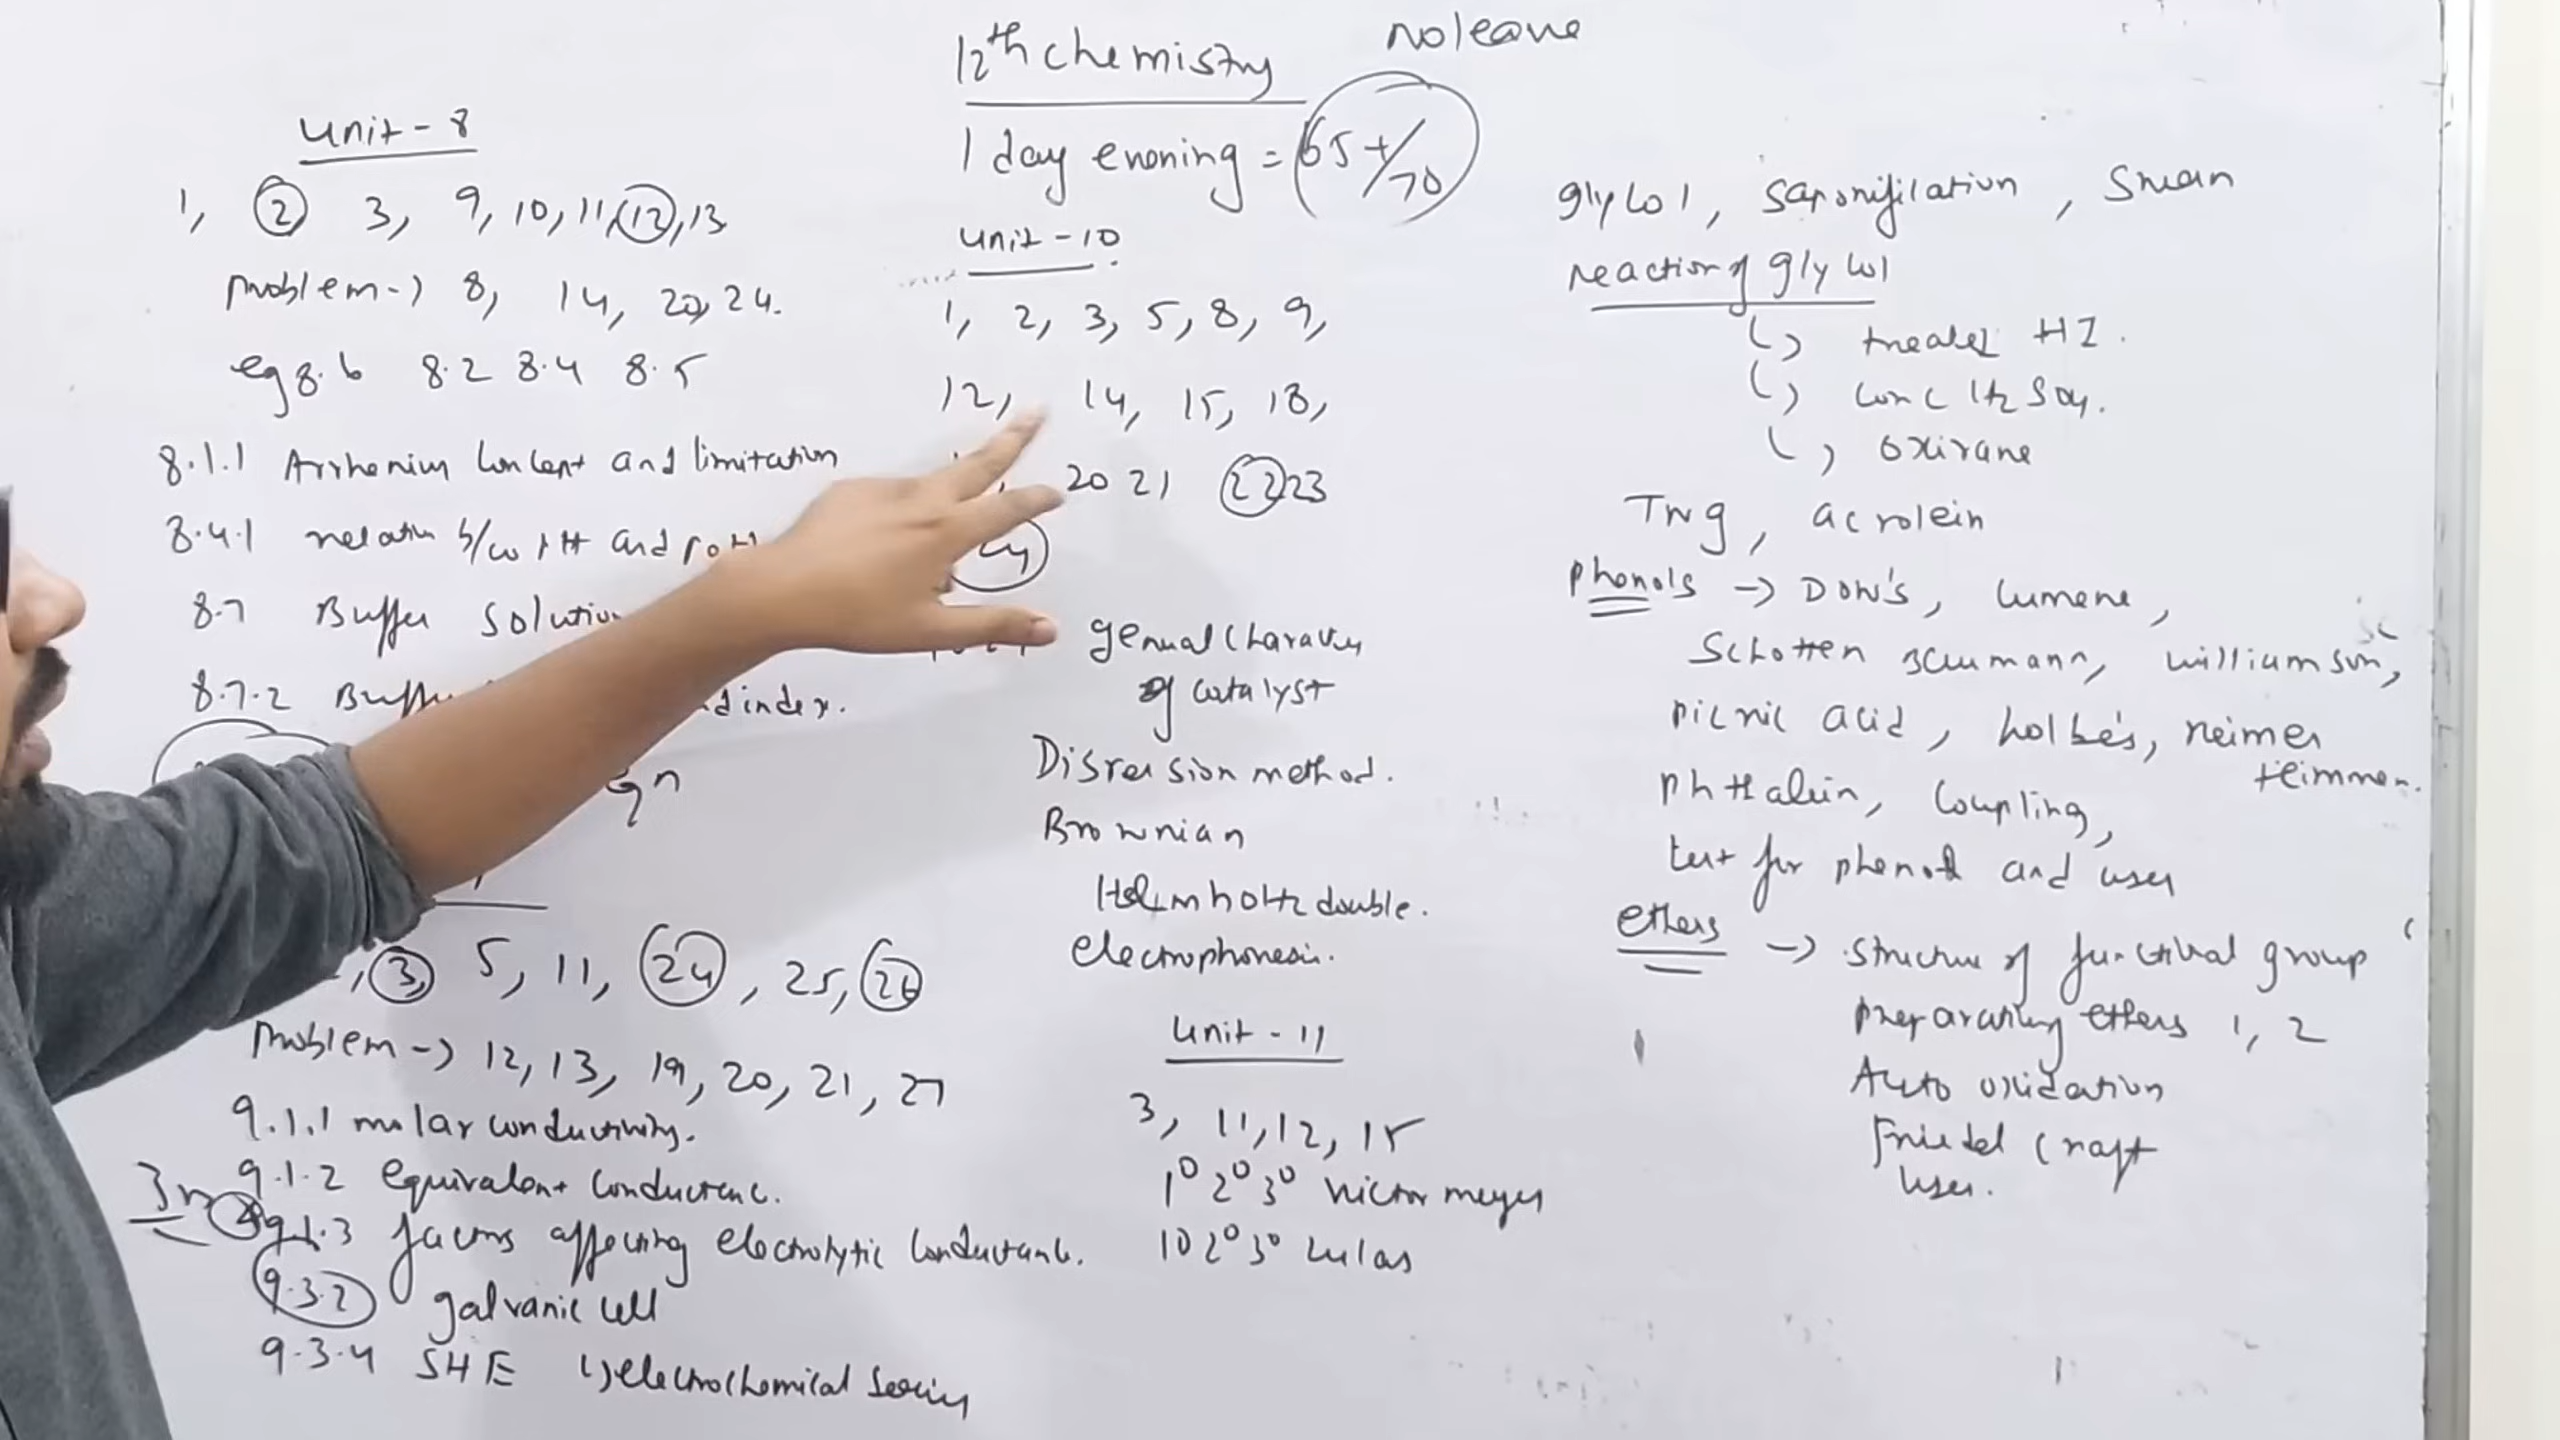 12th chemistry
noleave
1 day evening = 65+/70
Unit - 8
1, 2 3, 9, 10, 11, 12, 13
Problem -> 8, 14, 20, 24.
eg 8.6 8.2 8.4 8.5
8.1.1 Arrhenius Concept and limitation
8.4.1 relation b/w PH and POH
8.7 Buffer Solution
8.7.2 Buffer index.
eqn
3, 5, 11, 24, 25, 26
Problem -> 12, 13, 19, 20, 21, 27
9.1.1 molar conductivity.
9.1.2 equivalent conductance.
9.1.3 factors affecting electrolytic conductance.
9.3.2 galvanic cell
9.3.4 SHE electrochemical Series
Unit - 10
1, 2, 3, 5, 8, 9,
12, 14, 15, 18,
20 21 22 23
24
general Character
of catalyst
Dispersion method.
Brownian
Helmholtz double.
electrophoresis.
Unit - 11
3, 11, 12, 15
1° 2° 3° victor meyer
10 2° 3° lucas
glycol, saponification, Swern
reaction of glycol
treated HI.
conc H2SO4.
oxirane
TNG, acrolein
Phenols -> Dow's, cumene,
Schotten Baumann, williamson,
picric acid, kolbe's, reimer
teimmer.
phthalein, coupling,
test for phenol and uses
ethers -> structure of functional group
preparating ethers 1, 2
Auto oxidation
Friedel Craft
uses.